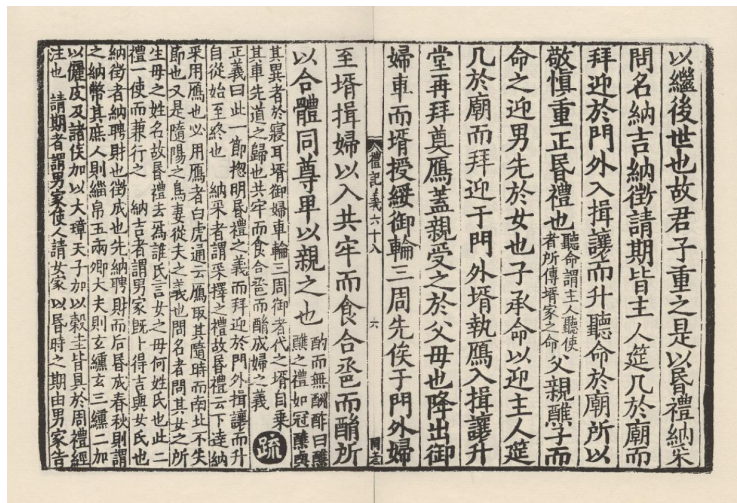 以繼後世也故君子重之是以昬禮納采
問名納吉納徵請期皆主人筵几於廟而
拜迎於門外入揖讓而升聽命於廟所以
敬慎重正昬禮也聽命謂主人聽使者所傳壻家之命父親醮子而
命之迎男先於女也子承命以迎主人筵
几於廟而拜迎于門外壻執鴈入揖讓升
堂再拜奠鴈蓋親受之於父母也降出御
婦車而壻授綏御輪三周先俟于門外婦
禮記義六十八
六
至壻揖婦以入共牢而食合巹而酳所
以合體同尊卑以親之也酌而無醻酢曰醮醮之禮如冠醮與
其異者於寢耳壻御婦車輪三周御者代之壻自乗
其車先道之歸也共牢而食合巹而酳成婦之義
疏
正義曰此一節揔明昬禮之義而拜迎於門外揖讓而升
自從始至終也 納采者謂采擇之禮故昬禮云下達納
采用鴈也必用鴈者白虎通云鴈取其隨時而南北不失
節也又是隨陽之鳥妻從夫之義也問名者問其女之所
生母之姓名故昬禮云為誰氏言女之母何姓氏也此二
禮一使而兼行之 納吉者謂男家既卜得吉與女氏也
納徵者納聘財也徵成也先納聘財而后昬成春秋則謂
之納幣其庶人則緇帛五兩卿大夫則玄纁玄三纁二加
以儷皮及諸侯加以大璋天子加以穀圭皆具於周禮經
注也 請期者謂男家使人請女家以昬時之期由男家告